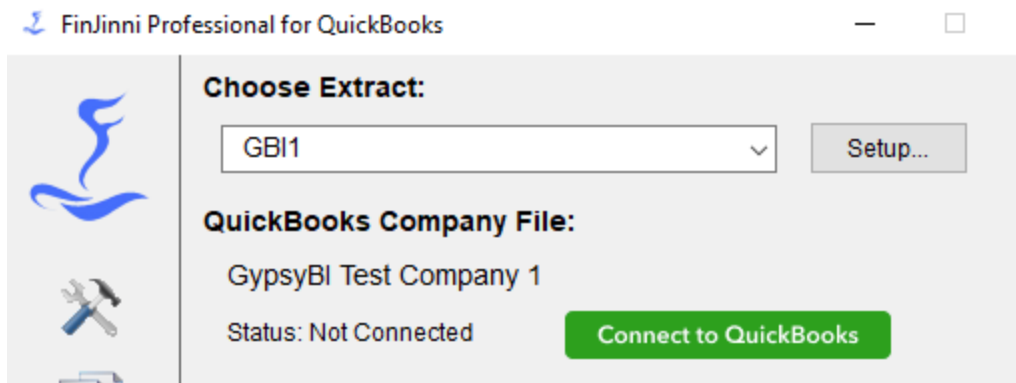 FinJinni Professional for QuickBooks
Choose Extract:
GBI1
Setup...
QuickBooks Company File:
GypsyBI Test Company 1
Status: Not Connected
Connect to QuickBooks